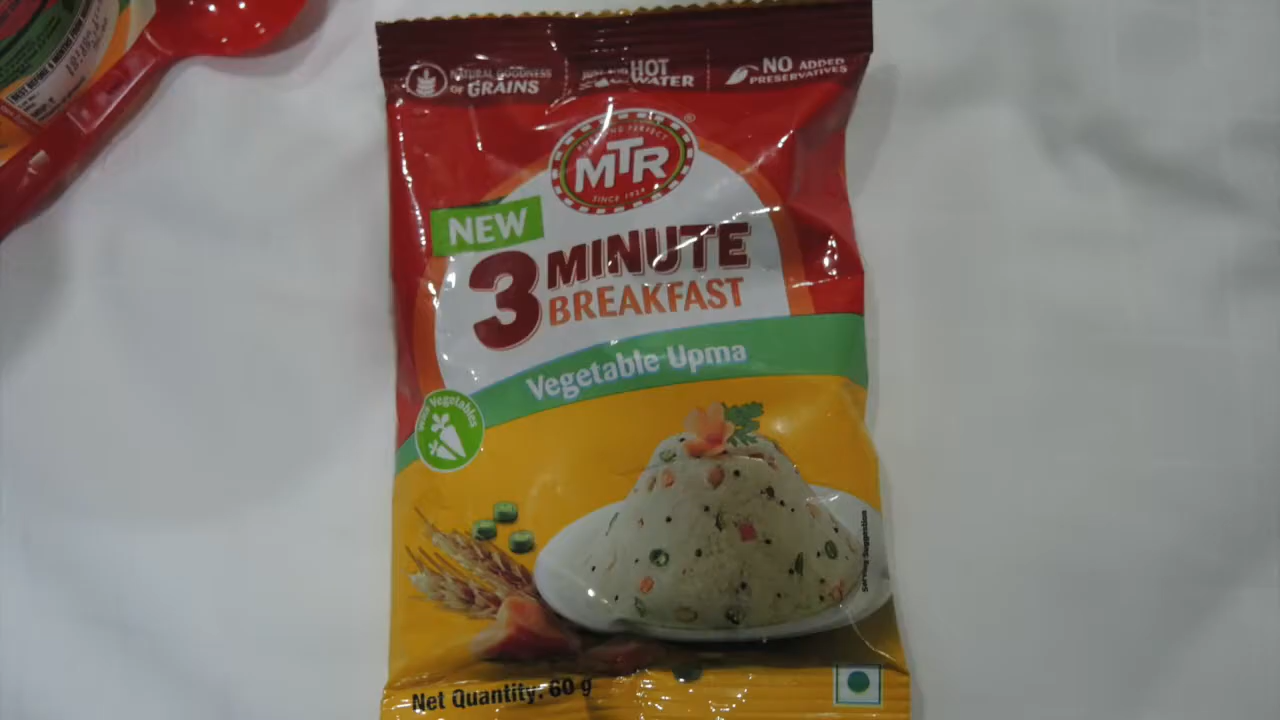 NATURAL GOODNESS
OF GRAINS
HOT
WATER
NO ADDED
PRESERVATIVES
MTR
®
SINCE 1924
NEW
3 MINUTE
BREAKFAST
Vegetable Upma
Vegetables
Serving Suggestion
Net Quantity: 60 g